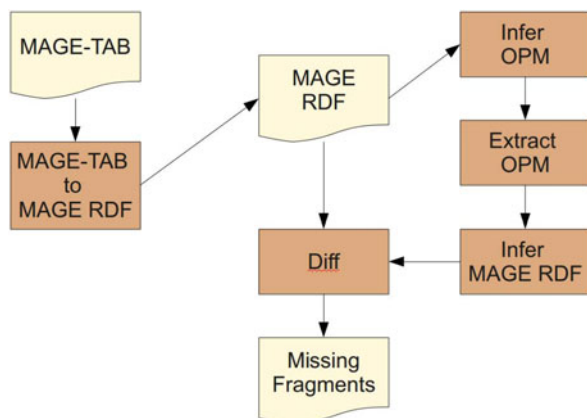 MAGE-TAB
MAGE-TAB
to
MAGE RDF
MAGE
RDF
Infer
OPM
Extract
OPM
Infer
MAGE RDF
Diff
Missing
Fragments